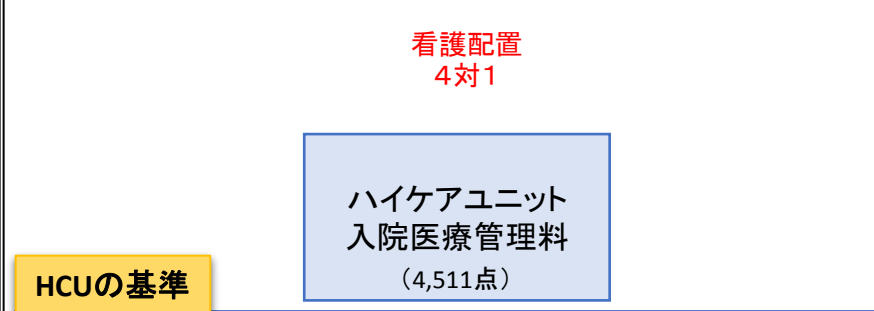 看護配置
４対１
ハイケアユニット
入院医療管理料
（4,511点）
HCUの基準